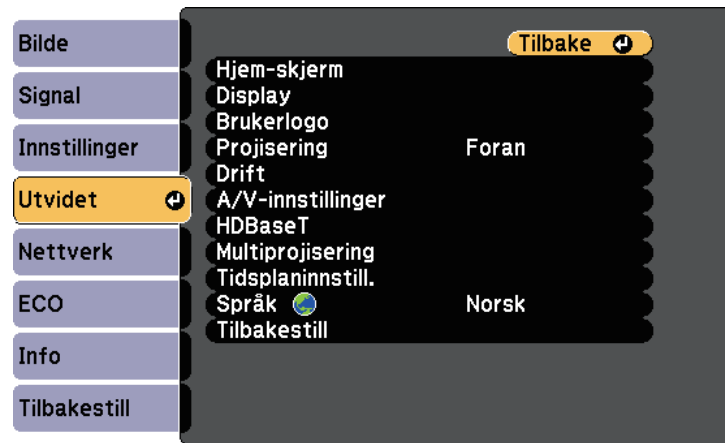 Bilde
Signal
Innstillinger
Utvidet
Nettverk
ECO
Info
Tilbakestill
Tilbake
Hjem-skjerm
Display
Brukerlogo
Projisering Foran
Drift
A/V-innstillinger
HDBaseT
Multiprojisering
Tidsplaninnstill.
Språk Norsk
Tilbakestill